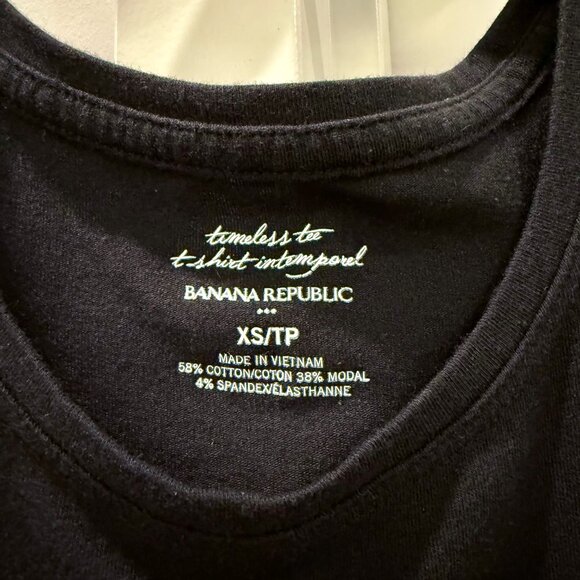 timeless tee
t-shirt intemporel
BANANA REPUBLIC
•••
XS/TP
MADE IN VIETNAM
58% COTTON/COTON 38% MODAL
4% SPANDEX/ÉLASTHANNE